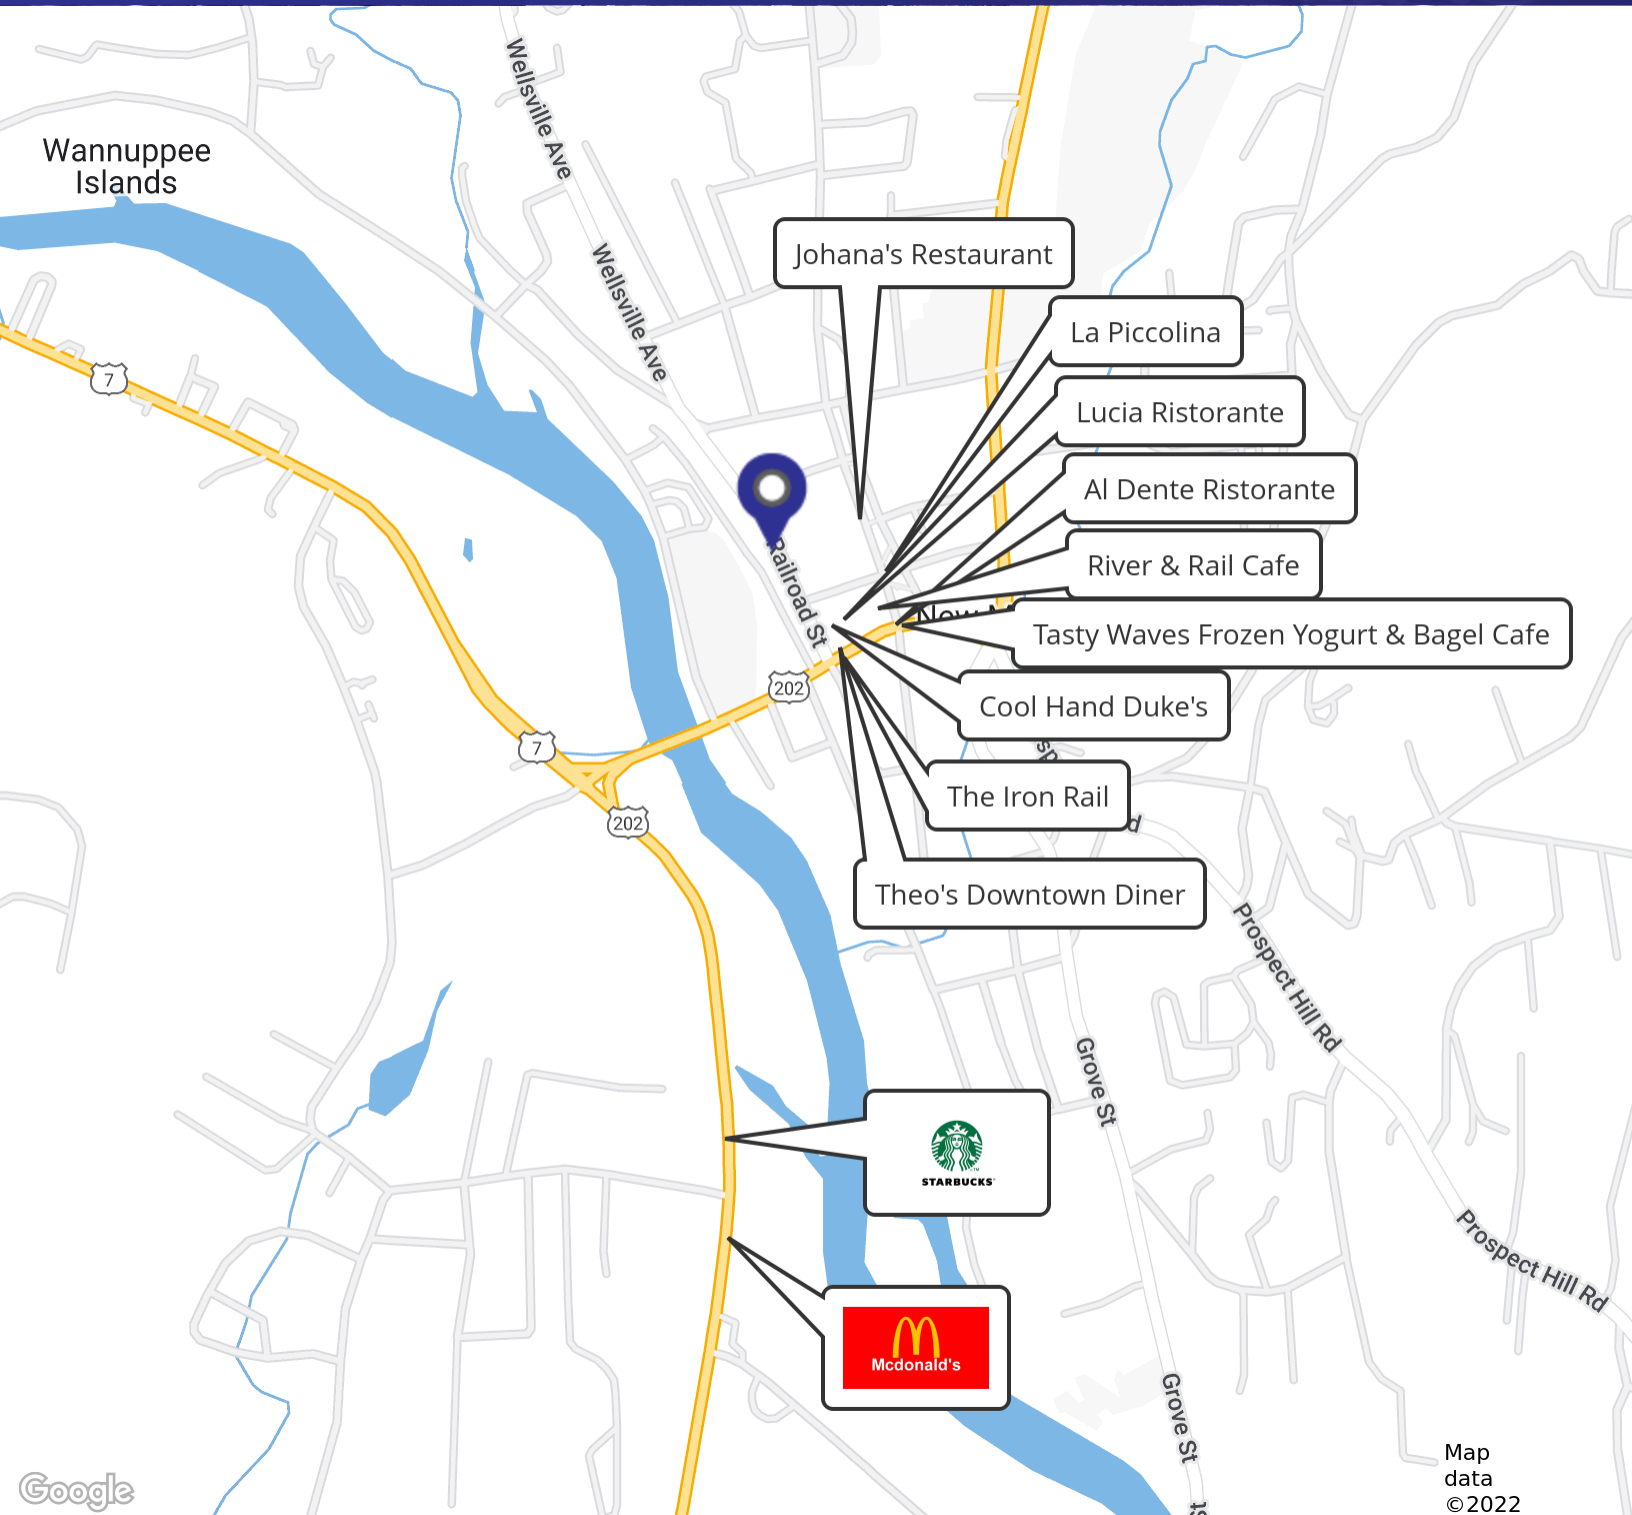 Wellsville Ave
Wannuppee
Islands
Wellsville Ave
Johana's Restaurant
La Piccolina
7
Lucia Ristorante
Al Dente Ristorante
River & Rail Cafe
Railroad St
New M
Tasty Waves Frozen Yogurt & Bagel Cafe
202
Cool Hand Duke's
7
The Iron Rail
202
Theo's Downtown Diner
Prospect Hill Rd
Grove St
STARBUCKS
TM
Prospect Hill Rd
Mcdonald's
Grove St
Google
Map
data
©2022